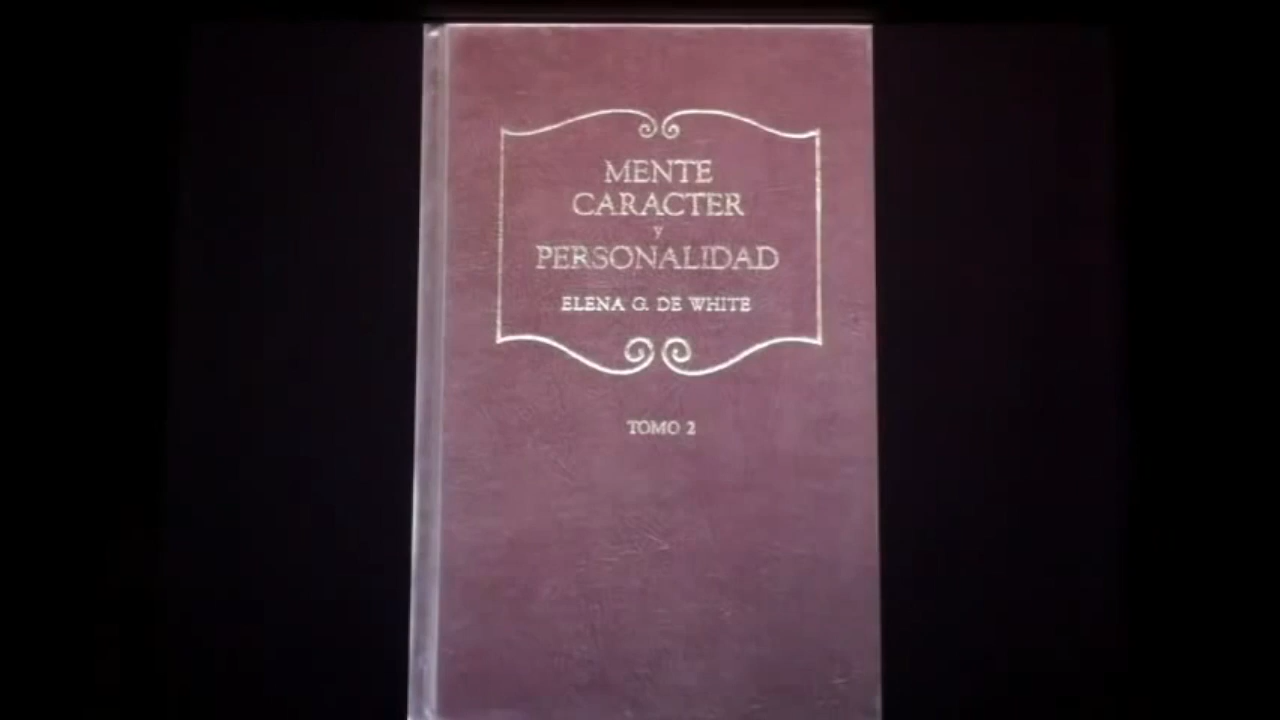 MENTE
CARACTER
y
PERSONALIDAD
ELENA G. DE WHITE
TOMO 2